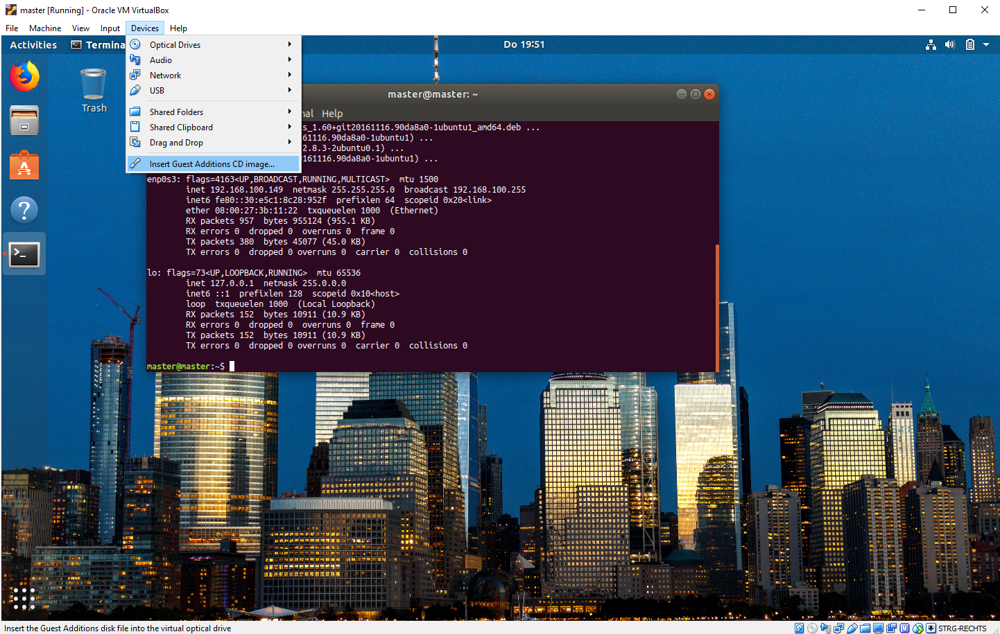 master [Running] - Oracle VM VirtualBox
File Machine View Input Devices Help
Activities Termina Do 19:51
Optical Drives
Audio
Network
USB
Shared Folders
Shared Clipboard
Drag and Drop
Insert Guest Additions CD image...
Trash
master@master: ~
nal Help
s_1.60+git20161116.90da8a0-1ubuntu1_amd64.deb ...
61116.90da8a0-1ubuntu1) ...
2.8.3-2ubuntu0.1) ...
0161116.90da8a0-1ubuntu1) ...
enp0s3: flags=4163<UP,BROADCAST,RUNNING,MULTICAST> mtu 1500
inet 192.168.100.149 netmask 255.255.255.0 broadcast 192.168.100.255
inet6 fe80::30:e5c1:8c28:952f prefixlen 64 scopeid 0x20<link>
ether 08:00:27:3b:11:22 txqueuelen 1000 (Ethernet)
RX packets 957 bytes 955124 (955.1 KB)
RX errors 0 dropped 0 overruns 0 frame 0
TX packets 380 bytes 45077 (45.0 KB)
TX errors 0 dropped 0 overruns 0 carrier 0 collisions 0
lo: flags=73<UP,LOOPBACK,RUNNING> mtu 65536
inet 127.0.0.1 netmask 255.0.0.0
inet6 ::1 prefixlen 128 scopeid 0x10<host>
loop txqueuelen 1000 (Local Loopback)
RX packets 152 bytes 10911 (10.9 KB)
RX errors 0 dropped 0 overruns 0 frame 0
TX packets 152 bytes 10911 (10.9 KB)
TX errors 0 dropped 0 overruns 0 carrier 0 collisions 0
master@master:~$
Insert the Guest Additions disk file into the virtual optical drive STRG-RECHTS